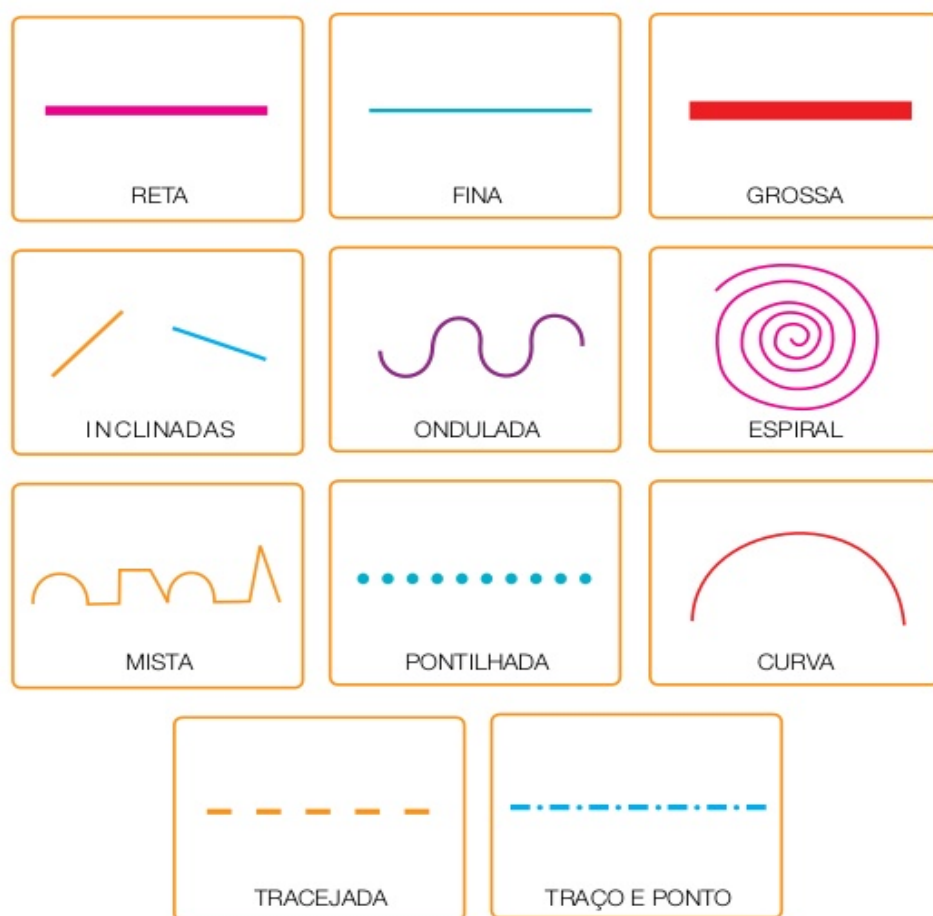 RETA
FINA
GROSSA
INCLINADAS
ONDULADA
ESPIRAL
MISTA
PONTILHADA
CURVA
TRACEJADA
TRAÇO E PONTO